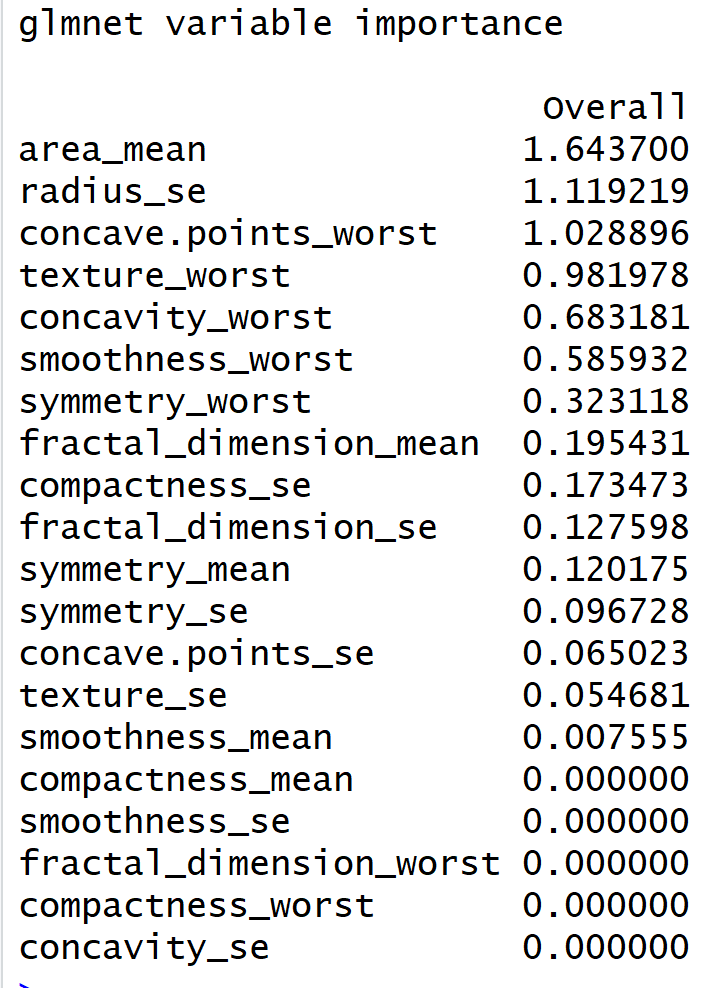 glmnet variable importance
Overall
area_mean 1.643700
radius_se 1.119219
concave.points_worst 1.028896
texture_worst 0.981978
concavity_worst 0.683181
smoothness_worst 0.585932
symmetry_worst 0.323118
fractal_dimension_mean 0.195431
compactness_se 0.173473
fractal_dimension_se 0.127598
symmetry_mean 0.120175
symmetry_se 0.096728
concave.points_se 0.065023
texture_se 0.054681
smoothness_mean 0.007555
compactness_mean 0.000000
smoothness_se 0.000000
fractal_dimension_worst 0.000000
compactness_worst 0.000000
concavity_se 0.000000